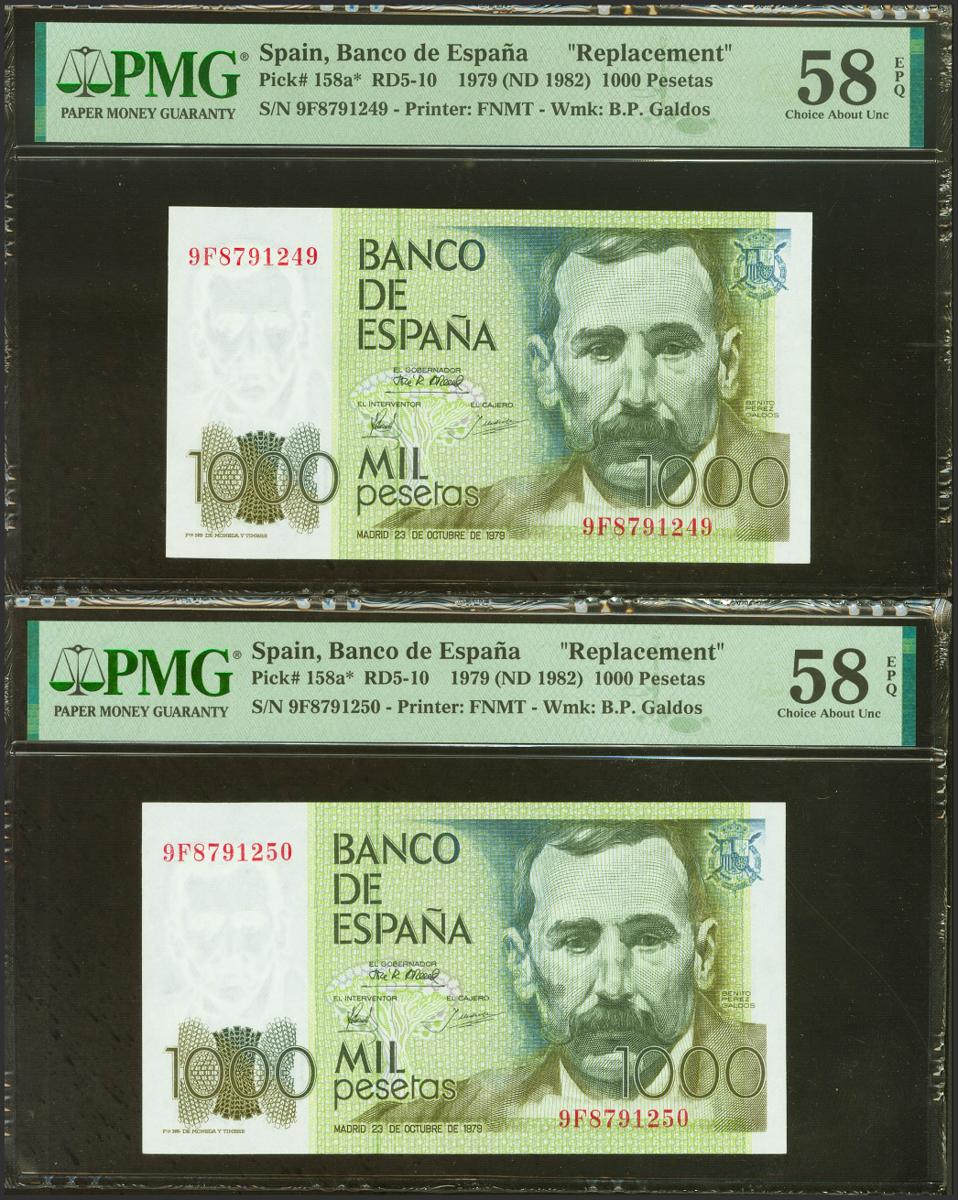 PMG®
PAPER MONEY GUARANTY
Spain, Banco de España "Replacement"
Pick# 158a* RD5-10 1979 (ND 1982) 1000 Pesetas
S/N 9F8791249 - Printer: FNMT - Wmk: B.P. Galdos
58
EPQ
Choice About Unc
9F8791249
BANCO
DE
ESPAÑA
EL GOBERNADOR
EL INTERVENTOR
EL CAJERO
BENITO
PEREZ
GALDOS
MIL
pesetas
1000
1000
9F8791249
MADRID 23 DE OCTUBRE DE 1979
PMG®
PAPER MONEY GUARANTY
Spain, Banco de España "Replacement"
Pick# 158a* RD5-10 1979 (ND 1982) 1000 Pesetas
S/N 9F8791250 - Printer: FNMT - Wmk: B.P. Galdos
58
EPQ
Choice About Unc
9F8791250
BANCO
DE
ESPAÑA
EL GOBERNADOR
EL INTERVENTOR
EL CAJERO
BENITO
PEREZ
GALDOS
MIL
pesetas
1000
1000
9F8791250
MADRID 23 DE OCTUBRE DE 1979